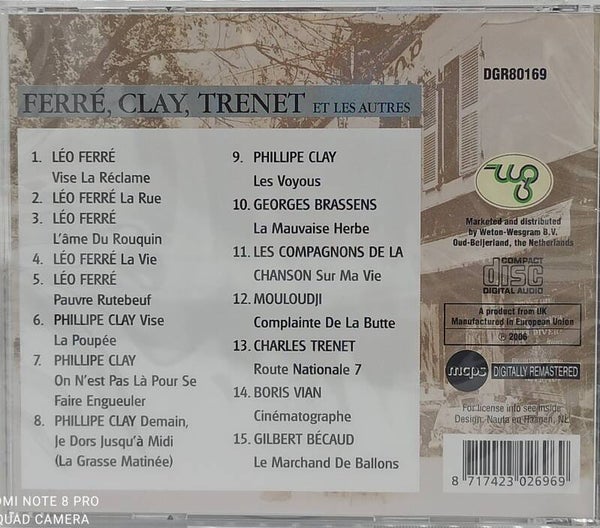 DGR80169
FERRÉ, CLAY, TRENET ET LES AUTRES
1. LÉO FERRÉ
Vise La Réclame
2. LÉO FERRÉ La Rue
3. LÉO FERRÉ
L'âme Du Rouquin
4. LÉO FERRÉ La Vie
5. LÉO FERRÉ
Pauvre Rutebeuf
6. PHILLIPE CLAY Vise
La Poupée
7. PHILLIPE CLAY
On N'est Pas Là Pour Se
Faire Engueuler
8. PHILLIPE CLAY Demain,
Je Dors Jusqu'à Midi
(La Grasse Matinée)
9. PHILLIPE CLAY
Les Voyous
10. GEORGES BRASSENS
La Mauvaise Herbe
11. LES COMPAGNONS DE LA
CHANSON Sur Ma Vie
12. MOULOUDJI
Complainte De La Butte
13. CHARLES TRENET
Route Nationale 7
14. BORIS VIAN
Cinématographe
15. GILBERT BÉCAUD
Le Marchand De Ballons
Marketed and distributed
by Weton-Wesgram B.V.
Oud-Beijerland, the Netherlands
COMPACT
disc
DIGITAL AUDIO
A product from UK
Manufactured in European Union
℗ 2006
mcps DIGITALLY REMASTERED
For license info see inside
Design: Nauta en Haagen, NL
8 717423 026969
OMI NOTE 8 PRO
QUAD CAMERA